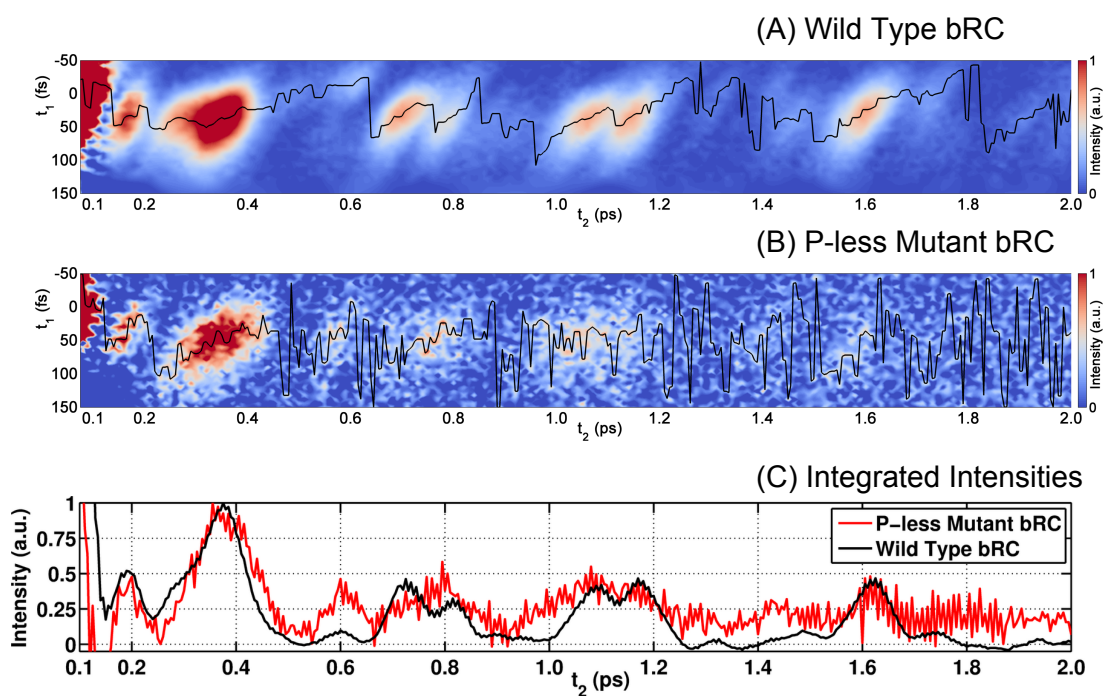 (A) Wild Type bRC
-50
0
50
100
150
t1 (fs)
0.1 0.2 0.4 0.6 0.8 1.0 1.2 1.4 1.6 1.8 2.0
t2 (ps)
1
0
Intensity (a.u.)
(B) P-less Mutant bRC
-50
0
50
100
150
t1 (fs)
0.1 0.2 0.4 0.6 0.8 1.0 1.2 1.4 1.6 1.8 2.0
t2 (ps)
1
0
Intensity (a.u.)
(C) Integrated Intensities
1
0.75
0.5
0.25
0
Intensity (a.u.)
P-less Mutant bRC
Wild Type bRC
0.1 0.2 0.4 0.6 0.8 1.0 1.2 1.4 1.6 1.8 2.0
t2 (ps)